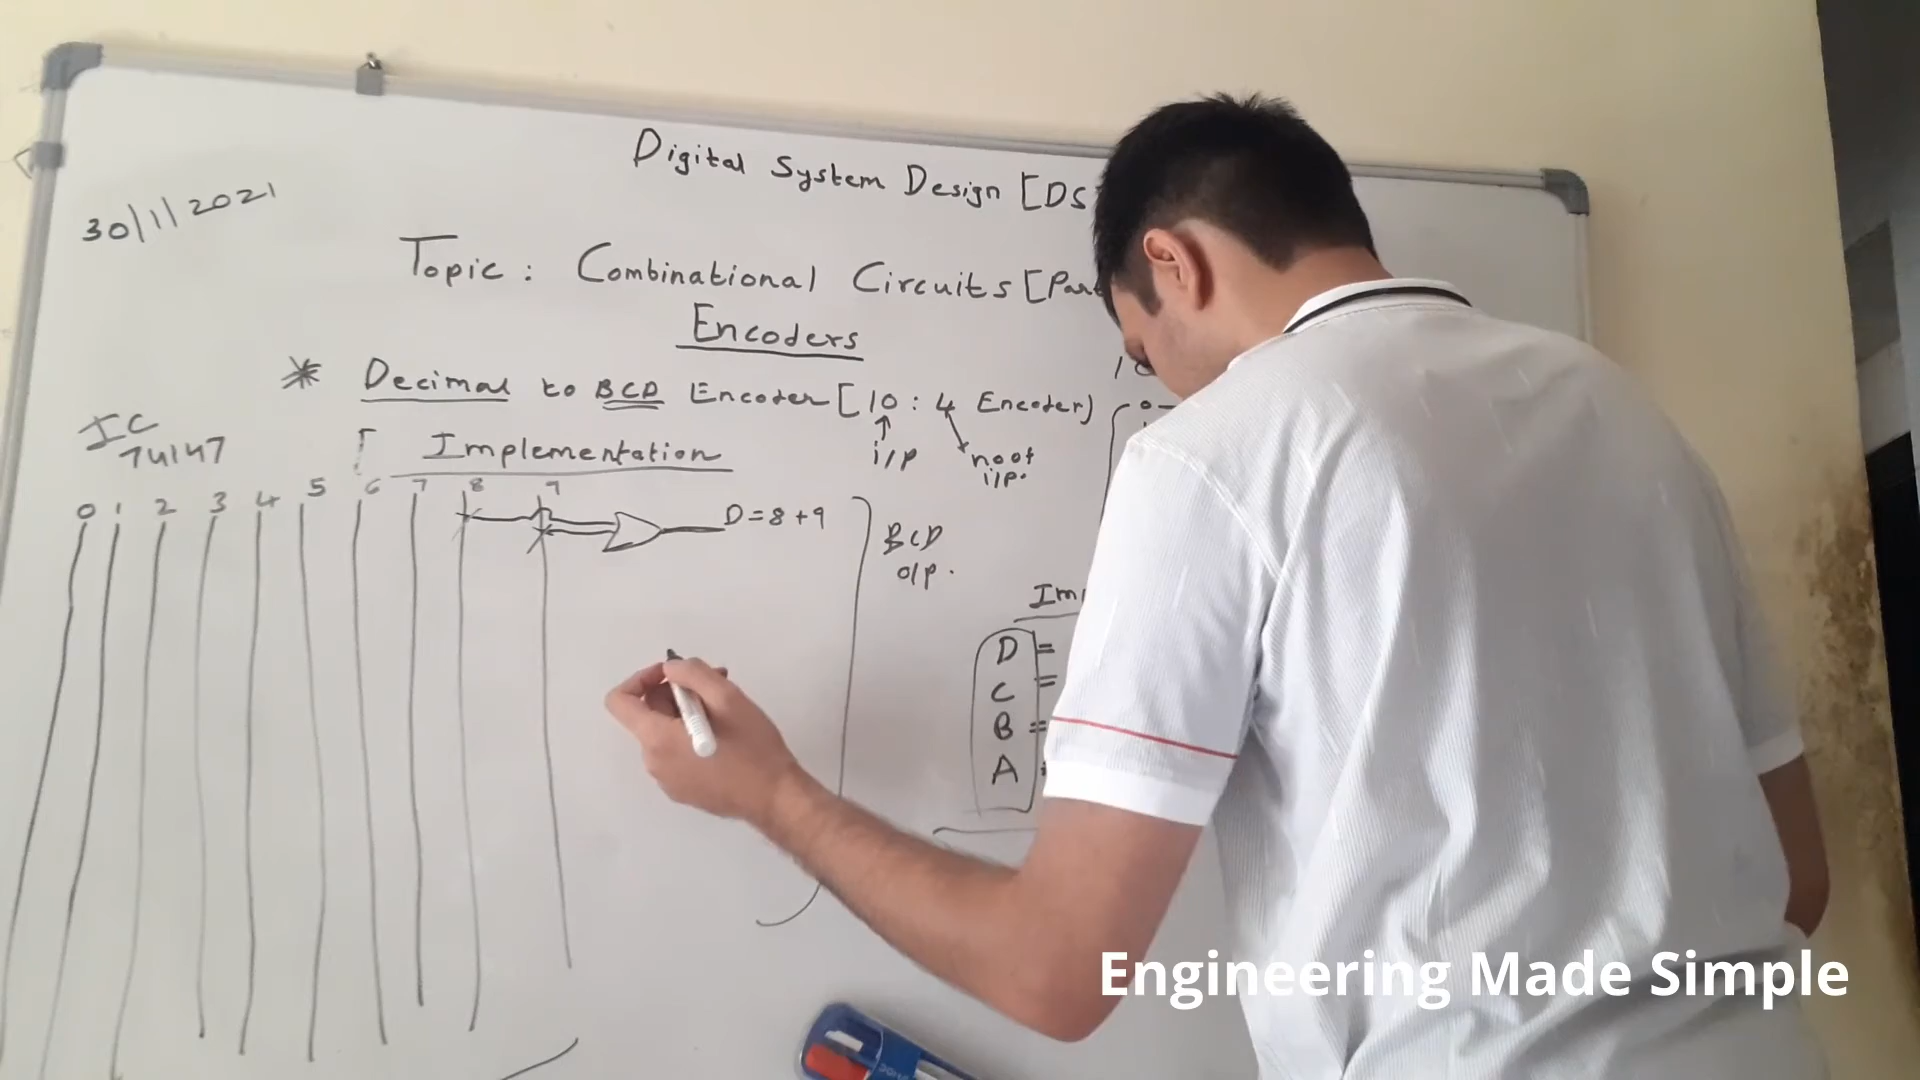 Digital System Design [DS
30/1/2021
Topic : Combinational Circuits [Part
Encoders
* Decimal to BCD Encoder [10 : 4 Encoder)
i/p
no of
i/p.
IC
74147
Implementation
0 1 2 3 4 5 6 7 8 9
D = 8 + 9
BCD
o/p.
Im
D =
C =
B =
A
Engineering Made Simple